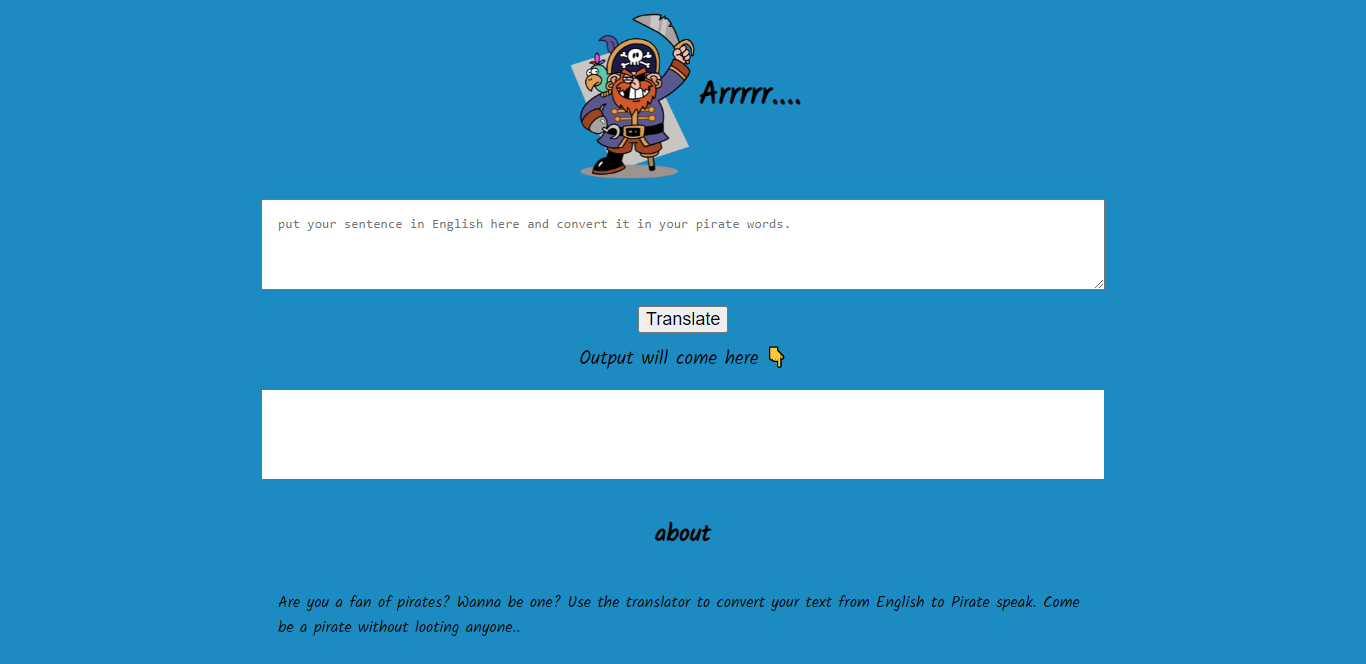 Arrrrr....
put your sentence in English here and convert it in your pirate words.
Translate
Output will come here 👇
about
Are you a fan of pirates? Wanna be one? Use the translator to convert your text from English to Pirate speak. Come
be a pirate without looting anyone..